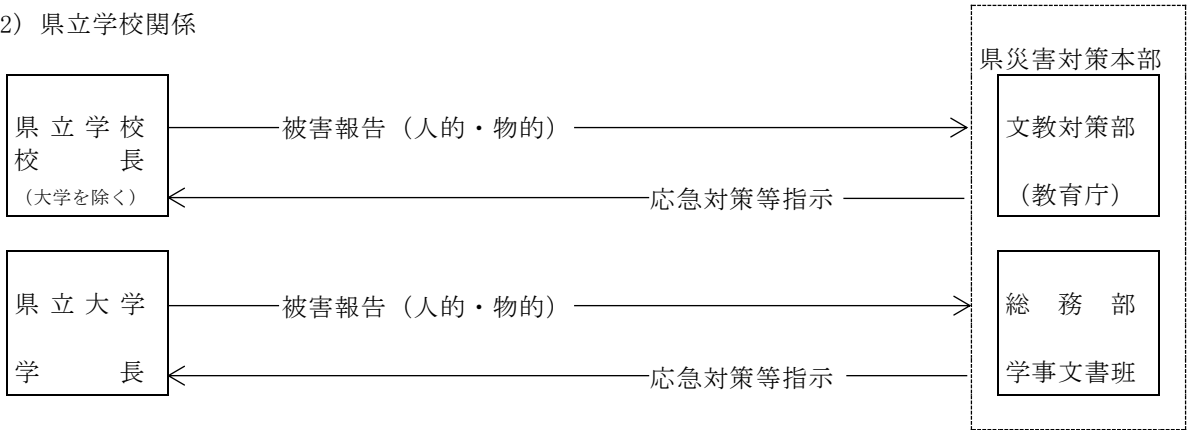 2) 県立学校関係
県災害対策本部
県立学校
校長
(大学を除く)
被害報告（人的・物的）
応急対策等指示
文教対策部
（教育庁）
県立大学
学長
被害報告（人的・物的）
応急対策等指示
総務部
学事文書班